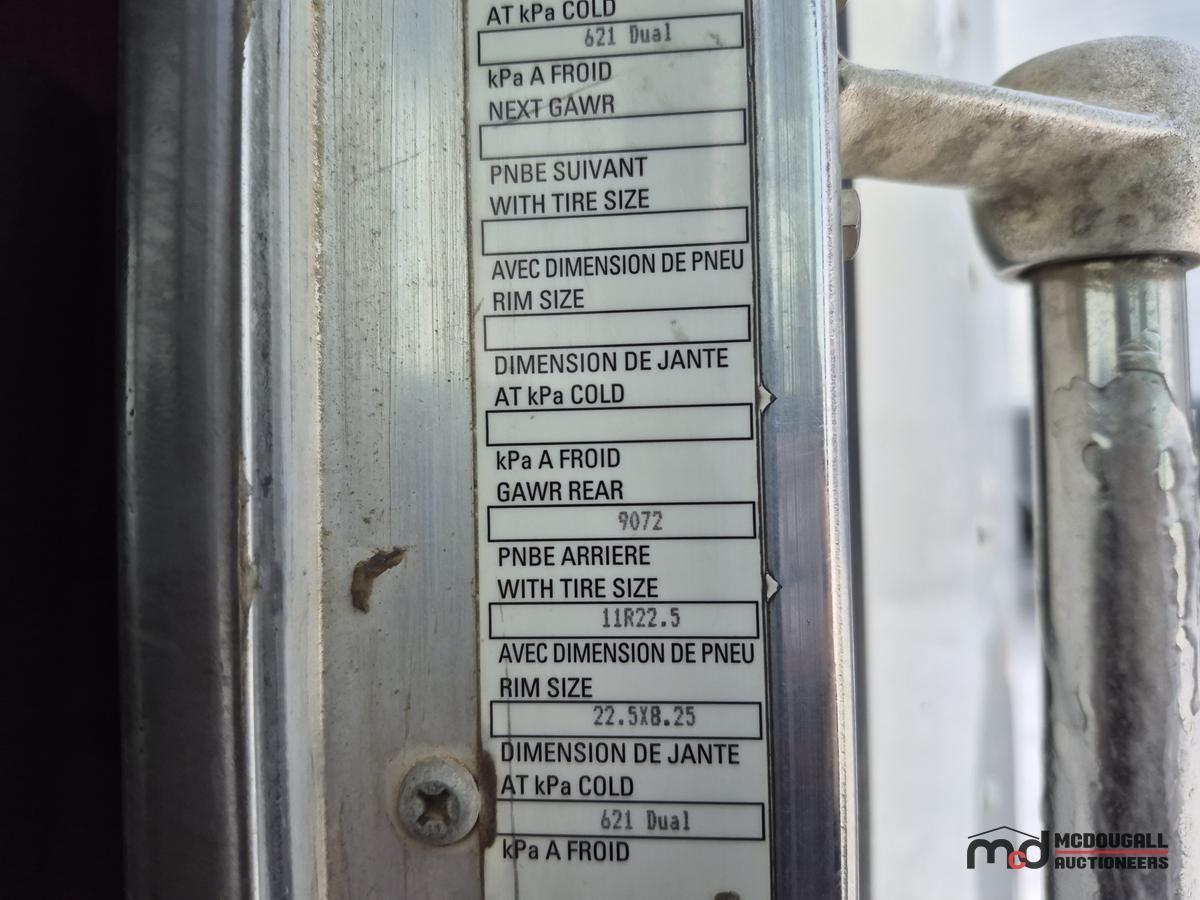 AT kPa COLD
621 Dual
kPa A FROID
NEXT GAWR
PNBE SUIVANT
WITH TIRE SIZE
AVEC DIMENSION DE PNEU
RIM SIZE
DIMENSION DE JANTE
AT kPa COLD
kPa A FROID
GAWR REAR
9072
PNBE ARRIERE
WITH TIRE SIZE
11R22.5
AVEC DIMENSION DE PNEU
RIM SIZE
22.5X8.25
DIMENSION DE JANTE
AT kPa COLD
621 Dual
kPa A FROID
mcd MCDOUGALL
AUCTIONEERS